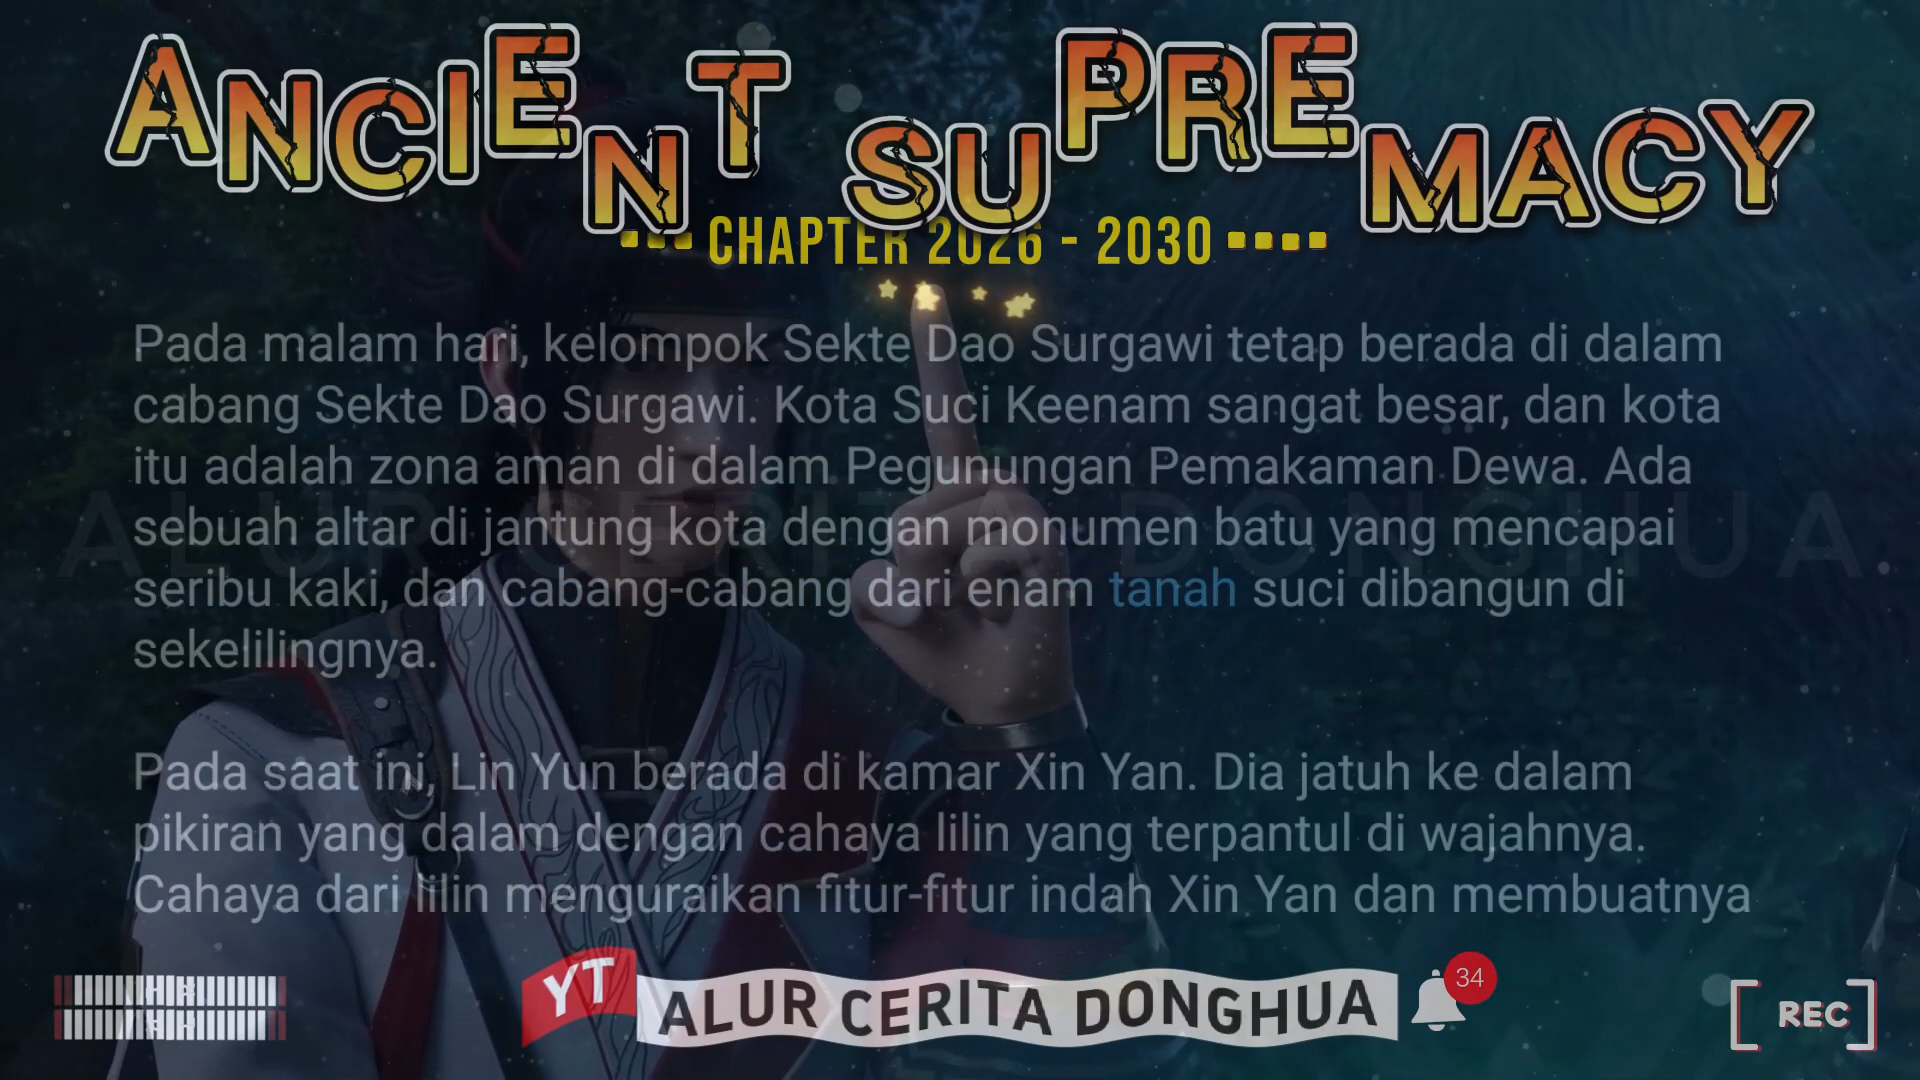 ANCIENT SUPREMACY
CHAPTER 2026 - 2030
Pada malam hari, kelompok Sekte Dao Surgawi tetap berada di dalam
cabang Sekte Dao Surgawi. Kota Suci Keenam sangat besar, dan kota
itu adalah zona aman di dalam Pegunungan Pemakaman Dewa. Ada
ALUR CERITA DONGHUA.
sebuah altar di jantung kota dengan monumen batu yang mencapai
seribu kaki, dan cabang-cabang dari enam tanah suci dibangun di
sekelilingnya.
Pada saat ini, Lin Yun berada di kamar Xin Yan. Dia jatuh ke dalam
pikiran yang dalam dengan cahaya lilin yang terpantul di wajahnya.
Cahaya dari lilin menguraikan fitur-fitur indah Xin Yan dan membuatnya
YT ALUR CERITA DONGHUA 34
[REC]